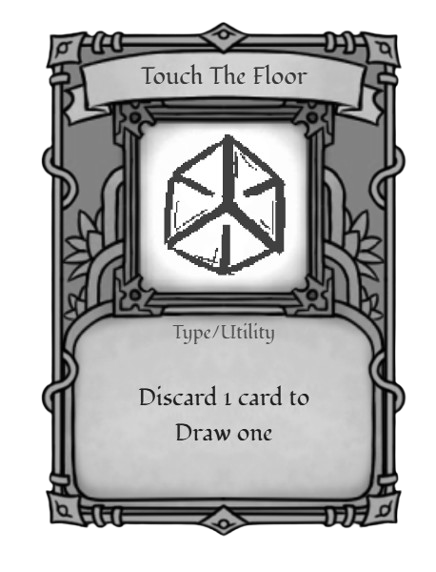 Touch The Floor
Type/Utility
Discard 1 card to
Draw one